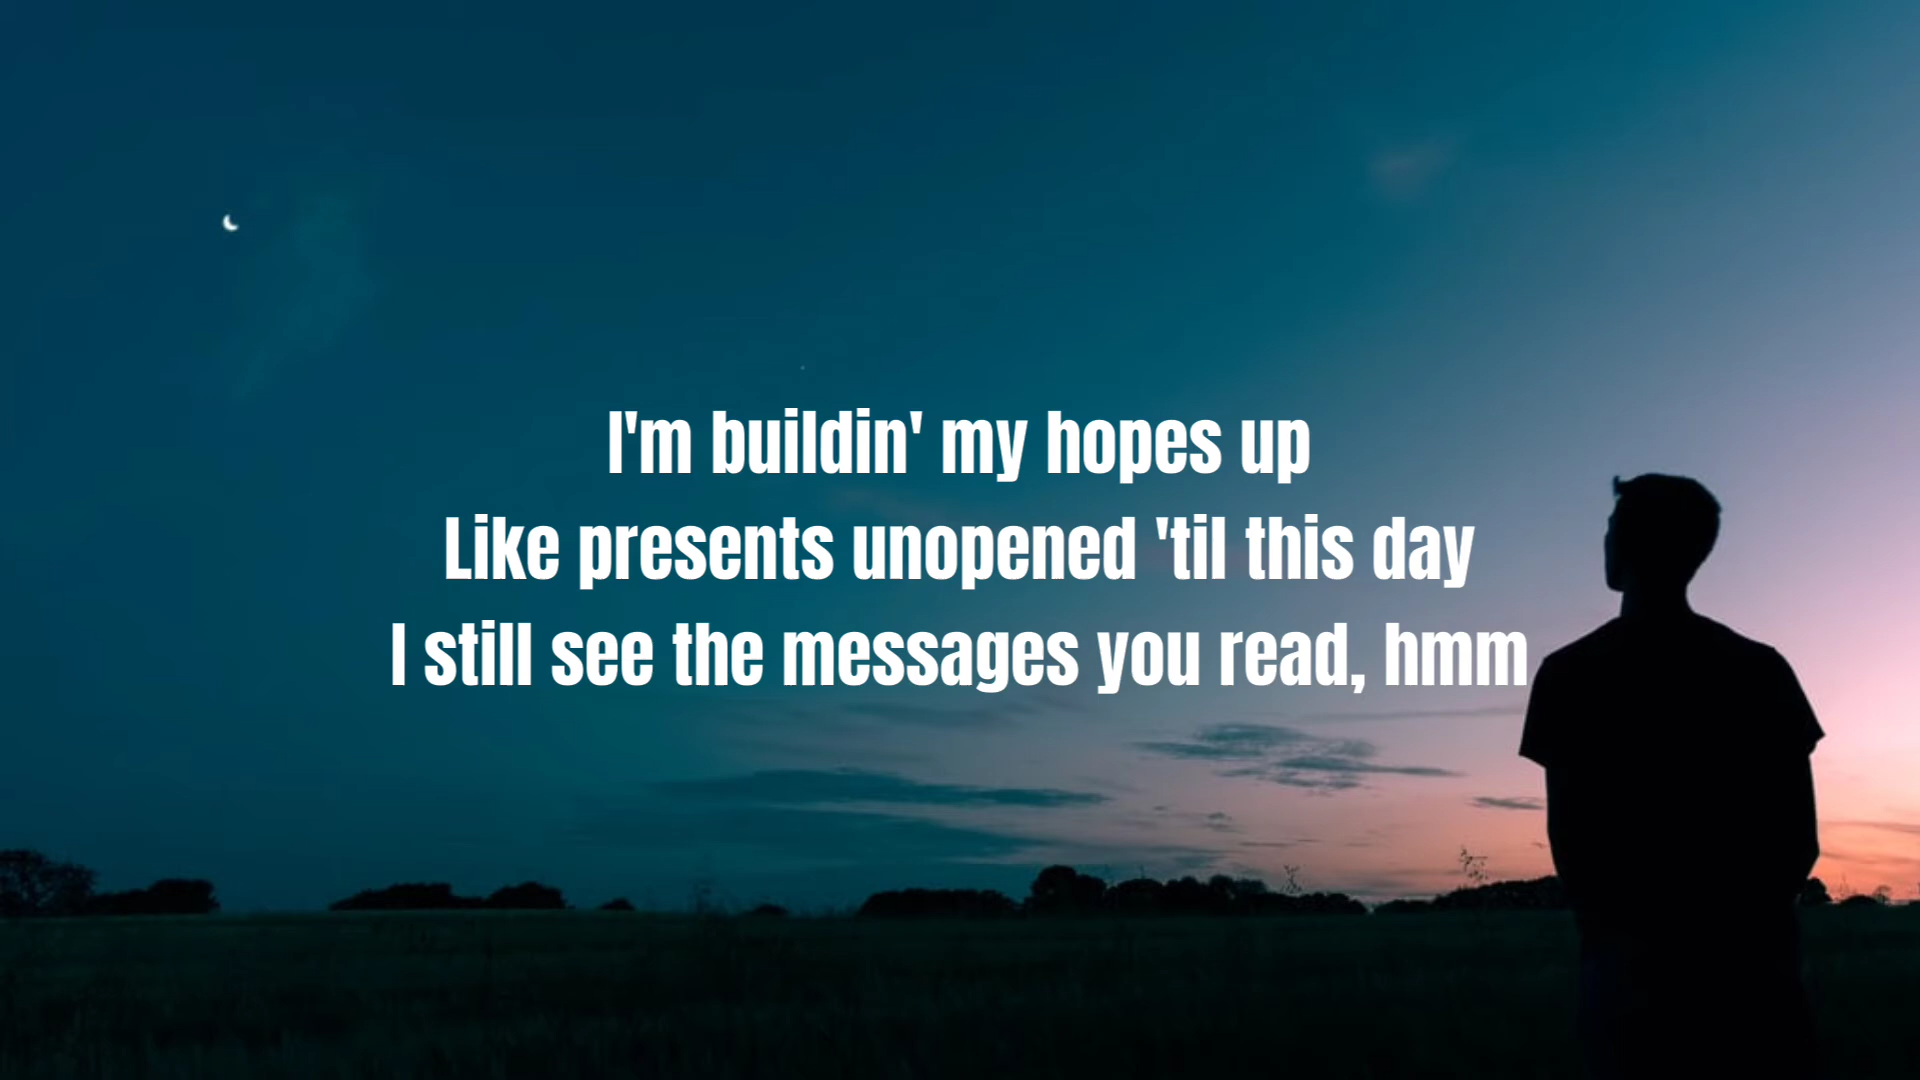 I'm buildin' my hopes up
Like presents unopened 'til this day
I still see the messages you read, hmm